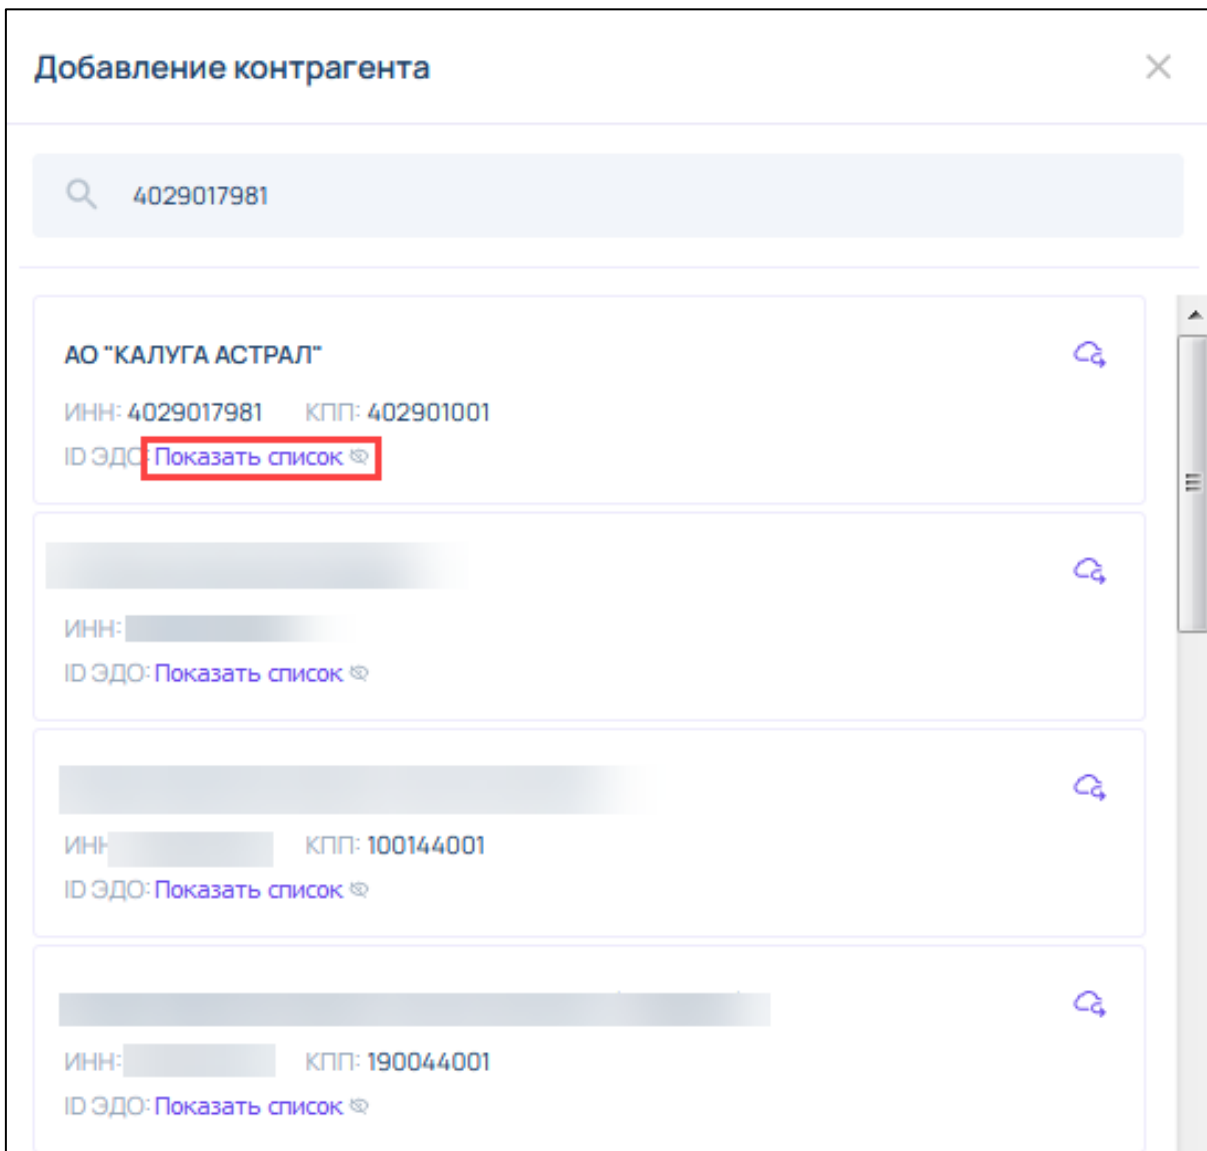 Добавление контрагента
4029017981
АО "КАЛУГА АСТРАЛ"
ИНН: 4029017981 КПП: 402901001
ID ЭДО: Показать список
ИНН:
ID ЭДО: Показать список
ИНН КПП: 100144001
ID ЭДО: Показать список
ИНН: КПП: 190044001
ID ЭДО: Показать список